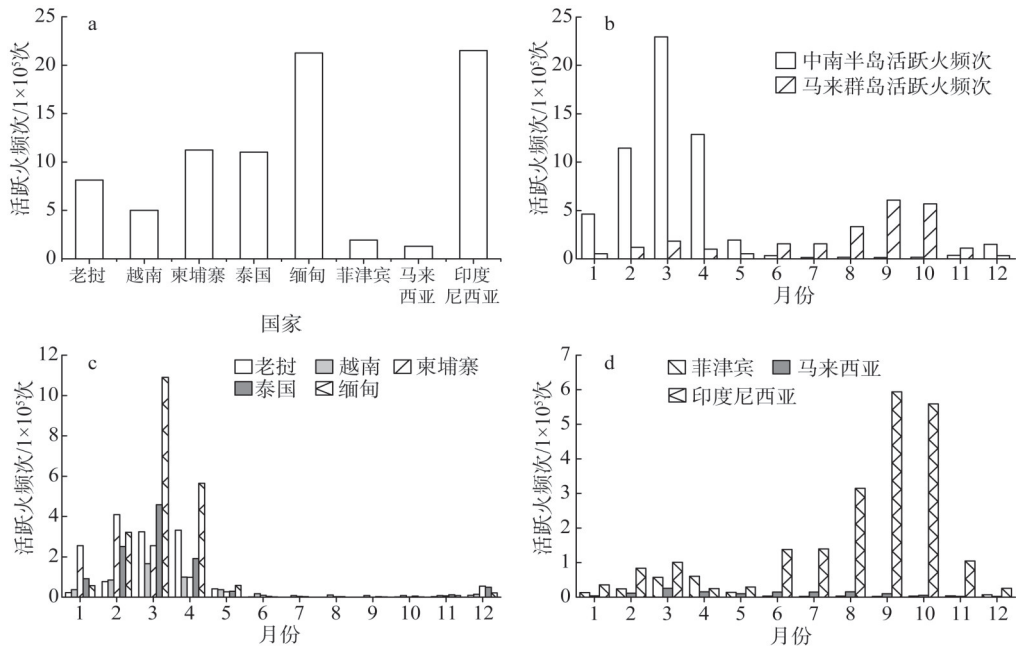 a
活跃火频次/1×10⁵次
25
20
15
10
5
0
老挝 越南 柬埔寨 泰国 缅甸 菲律宾 马来西亚 印度尼西亚
国家
b
活跃火频次/1×10⁵次
25
20
15
10
5
0
中南半岛活跃火频次
马来群岛活跃火频次
1 2 3 4 5 6 7 8 9 10 11 12
月份
c
活跃火频次/1×10⁵次
12
10
8
6
4
2
0
老挝 越南 柬埔寨
泰国 缅甸
1 2 3 4 5 6 7 8 9 10 11 12
月份
d
活跃火频次/1×10⁵次
7
6
5
4
3
2
1
0
菲津宾 马来西亚
印度尼西亚
1 2 3 4 5 6 7 8 9 10 11 12
月份